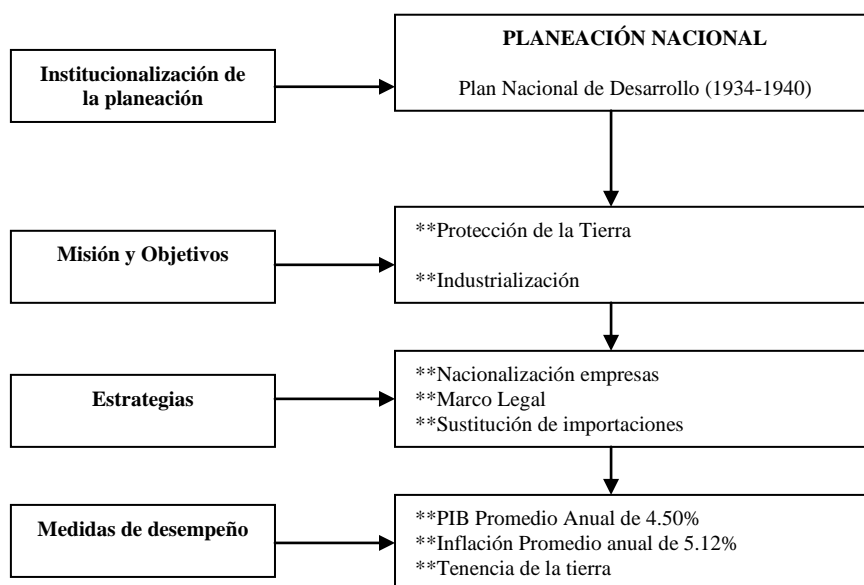 Institucionalización de
la planeación
PLANEACIÓN NACIONAL
Plan Nacional de Desarrollo (1934-1940)
Misión y Objetivos
**Protección de la Tierra
**Industrialización
Estrategias
**Nacionalización empresas
**Marco Legal
**Sustitución de importaciones
Medidas de desempeño
**PIB Promedio Anual de 4.50%
**Inflación Promedio anual de 5.12%
**Tenencia de la tierra